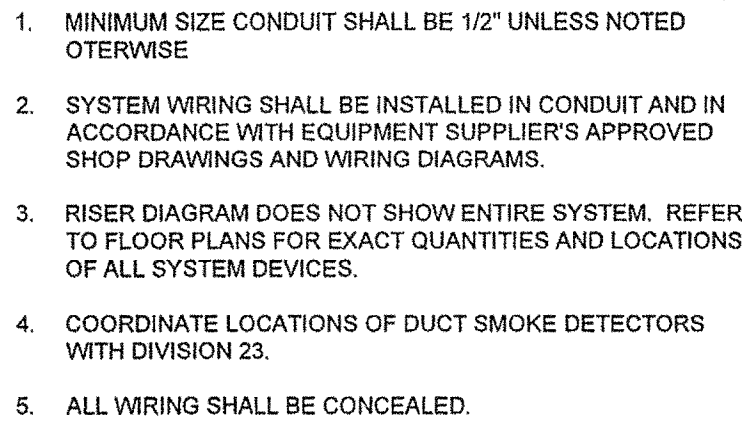 1. MINIMUM SIZE CONDUIT SHALL BE 1/2" UNLESS NOTED
OTERWISE
2. SYSTEM WIRING SHALL BE INSTALLED IN CONDUIT AND IN
ACCORDANCE WITH EQUIPMENT SUPPLIER'S APPROVED
SHOP DRAWINGS AND WIRING DIAGRAMS.
3. RISER DIAGRAM DOES NOT SHOW ENTIRE SYSTEM. REFER
TO FLOOR PLANS FOR EXACT QUANTITIES AND LOCATIONS
OF ALL SYSTEM DEVICES.
4. COORDINATE LOCATIONS OF DUCT SMOKE DETECTORS
WITH DIVISION 23.
5. ALL WIRING SHALL BE CONCEALED.